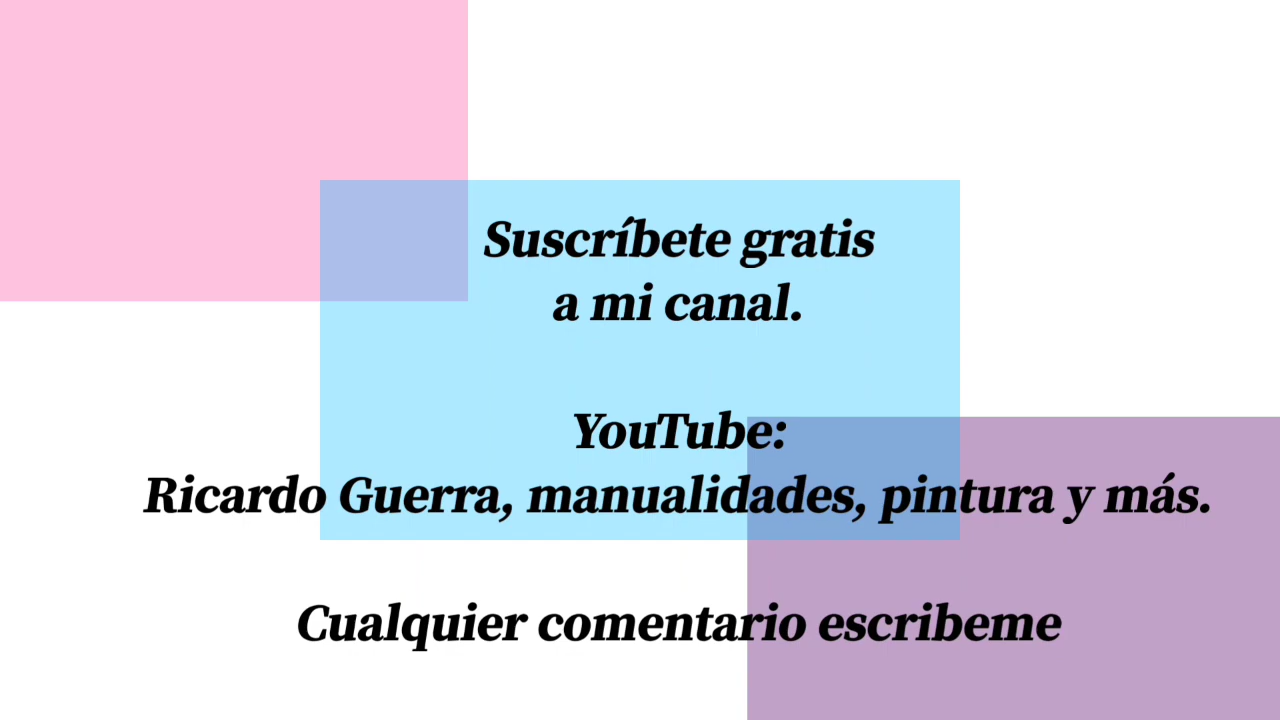 Suscríbete gratis
a mi canal.
YouTube:
Ricardo Guerra, manualidades, pintura y más.
Cualquier comentario escribeme